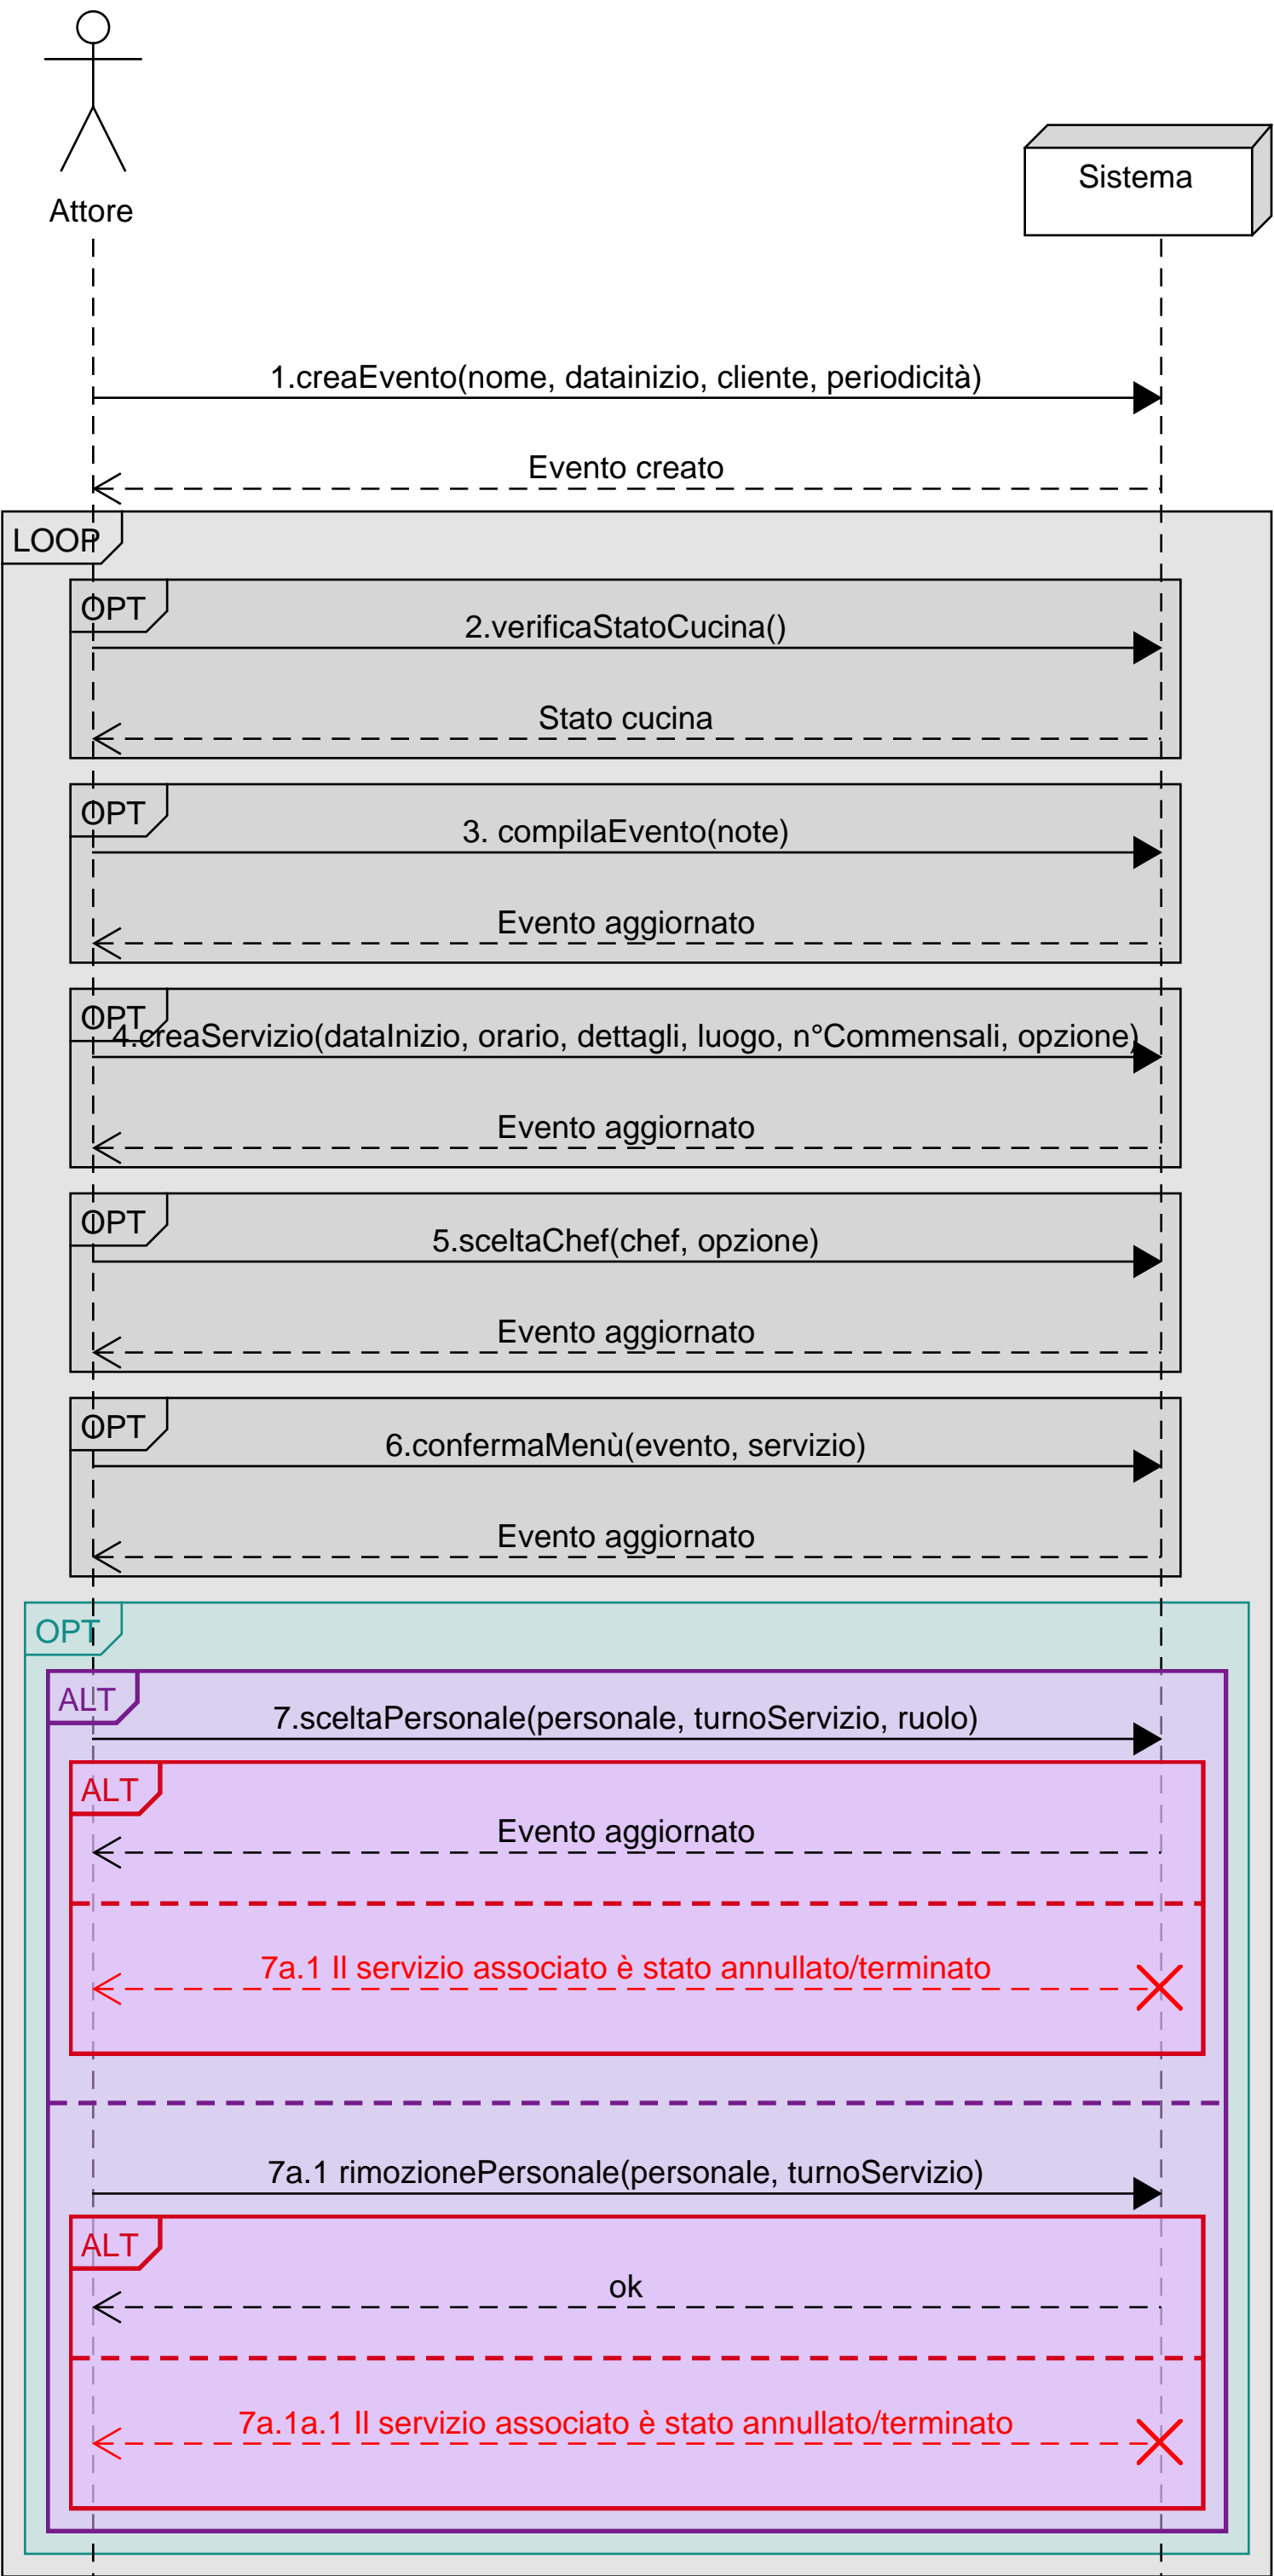 Attore
Sistema
1.creaEvento(nome, datainizio, cliente, periodicità)
Evento creato
LOOP
OPT
2.verificaStatoCucina()
Stato cucina
OPT
3. compilaEvento(note)
Evento aggiornato
OPT
4.creaServizio(dataInizio, orario, dettagli, luogo, n°Commensali, opzione)
Evento aggiornato
OPT
5.sceltaChef(chef, opzione)
Evento aggiornato
OPT
6.confermaMenù(evento, servizio)
Evento aggiornato
OPT
ALT
7.sceltaPersonale(personale, turnoServizio, ruolo)
ALT
Evento aggiornato
7a.1 Il servizio associato è stato annullato/terminato
7a.1 rimozionePersonale(personale, turnoServizio)
ALT
ok
7a.1a.1 Il servizio associato è stato annullato/terminato